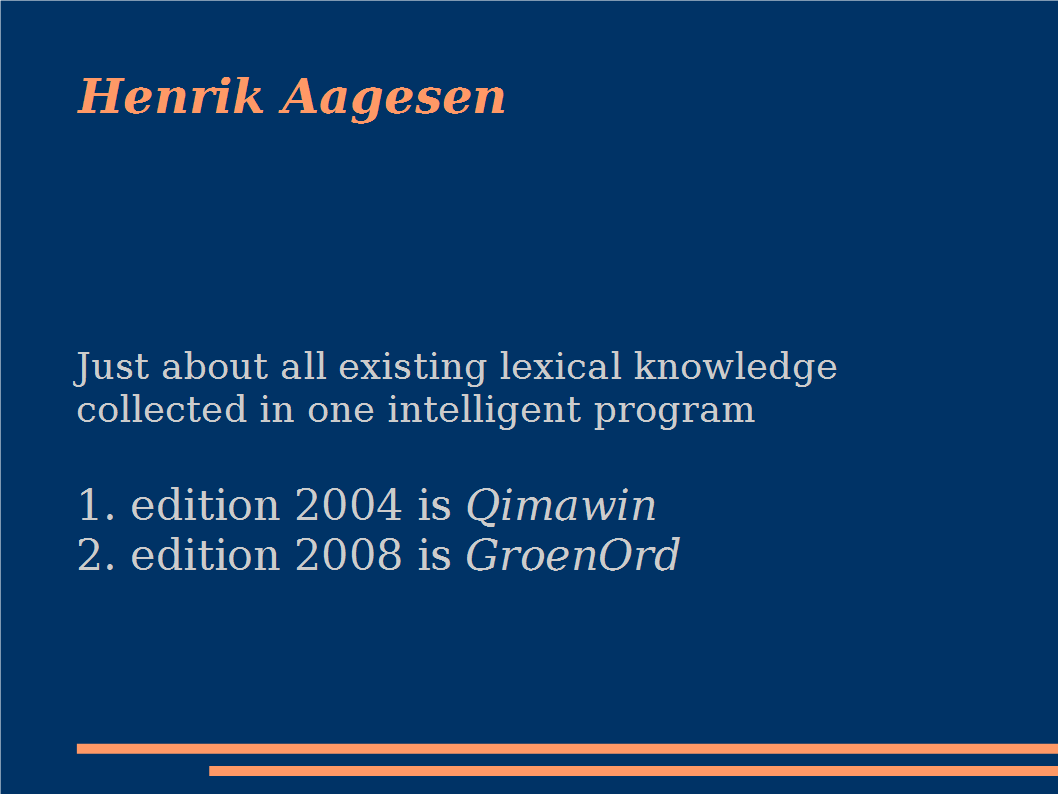 Henrik Aagesen
Just about all existing lexical knowledge
collected in one intelligent program
1. edition 2004 is Qimawin
2. edition 2008 is GroenOrd